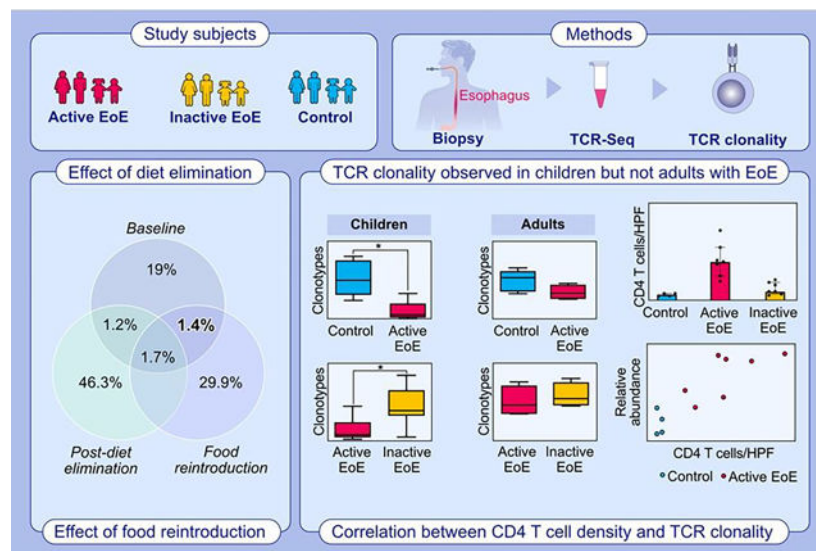 Study subjects
Active EoE
Inactive EoE
Control
Methods
Esophagus
Biopsy
TCR-Seq
TCR clonality
Effect of diet elimination
Baseline
19%
1.2%
1.4%
1.7%
46.3%
29.9%
Post-diet
elimination
Food
reintroduction
Effect of food reintroduction
TCR clonality observed in children but not adults with EoE
Children
Clonotypes
*
Control
Active
EoE
Adults
Clonotypes
Control
Active
EoE
CD4 T cells/HPF
Control
Active
EoE
Inactive
EoE
Clonotypes
*
Active
EoE
Inactive
EoE
Clonotypes
Active
EoE
Inactive
EoE
Relative
abundance
CD4 T cells/HPF
Control
Active EoE
Correlation between CD4 T cell density and TCR clonality